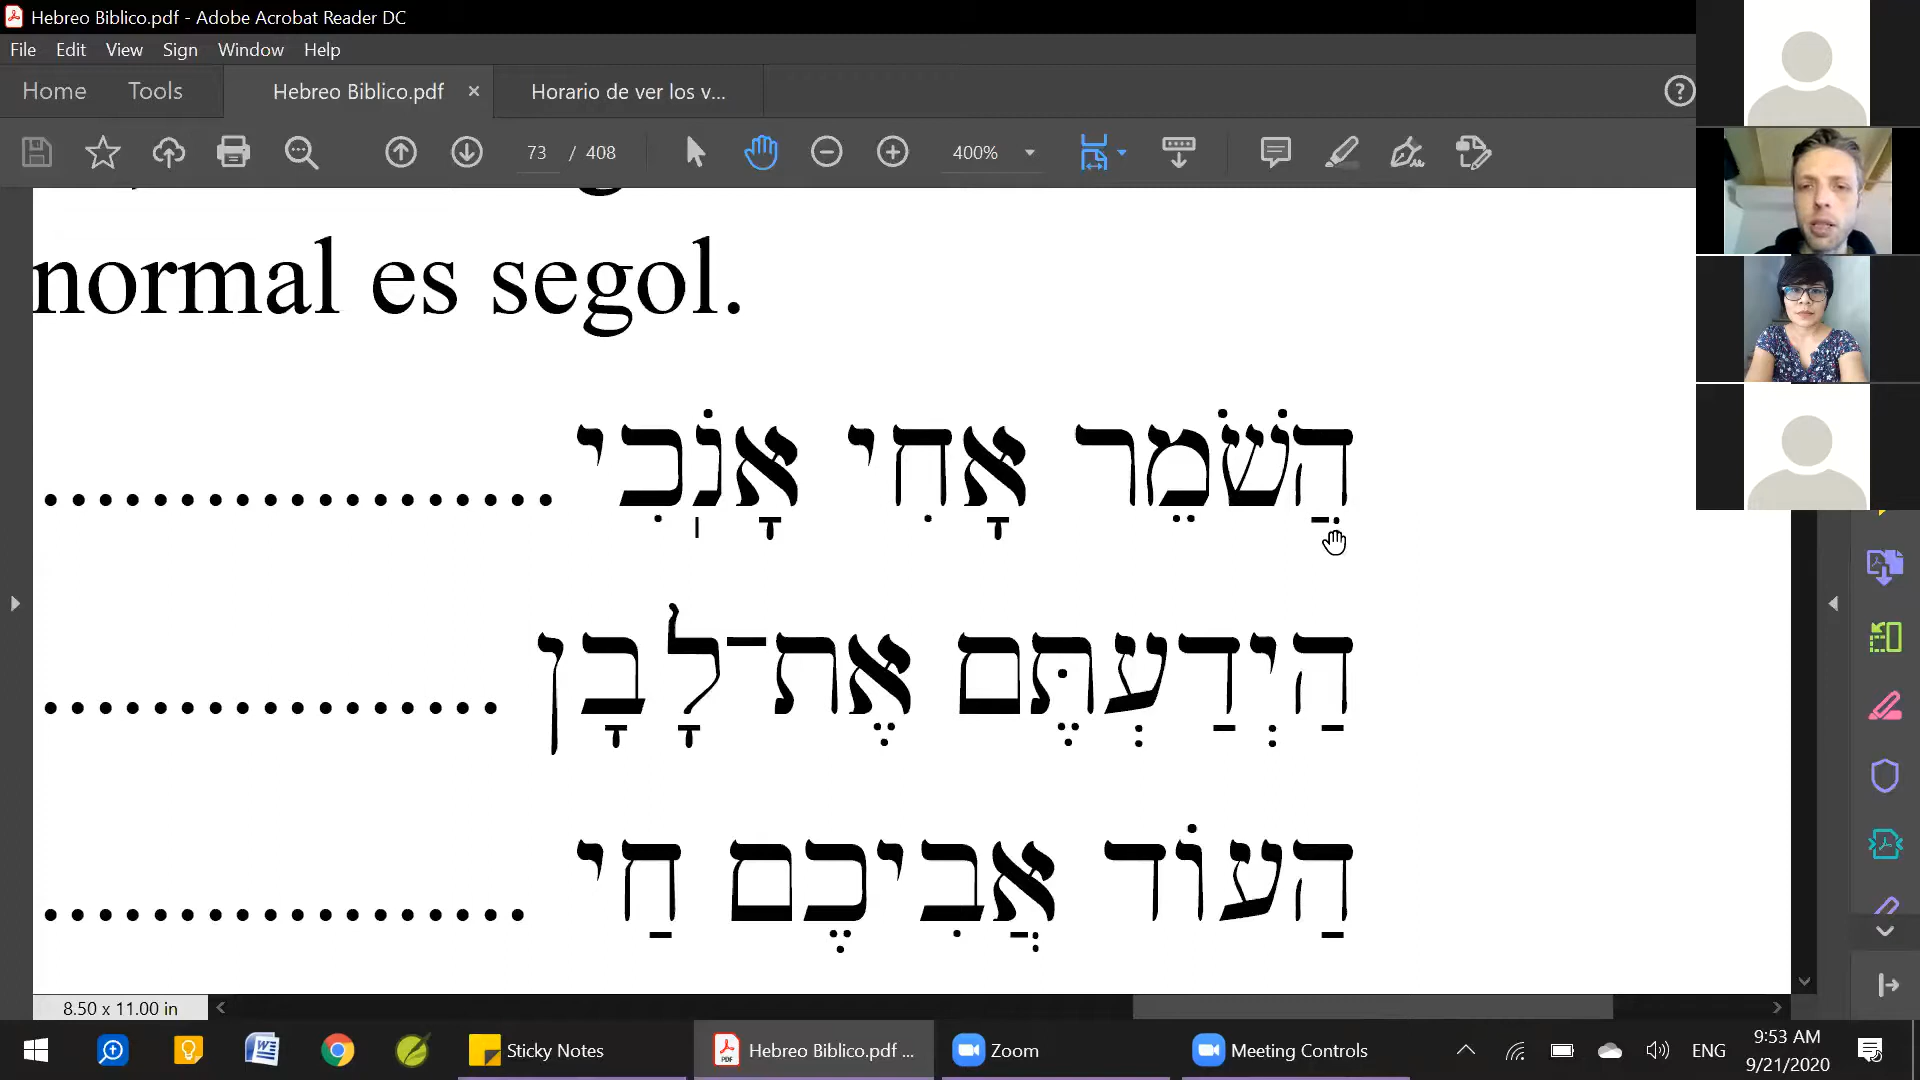 Hebreo Biblico.pdf - Adobe Acrobat Reader DC
File Edit View Sign Window Help
Home Tools Hebreo Biblico.pdf × Horario de ver los v...
73 / 408 400%
normal es segol.
הֲשֹׁמֵר אָחִי אָנֹֽכִי ...................
הַיְדַעְתֶּם אֶת־לָבָן .................
הַעוֹד אֲבִיכֶם חַי ..................
8.50 x 11.00 in
Sticky Notes Hebreo Biblico.pdf ... Zoom Meeting Controls ENG 9:53 AM
9/21/2020